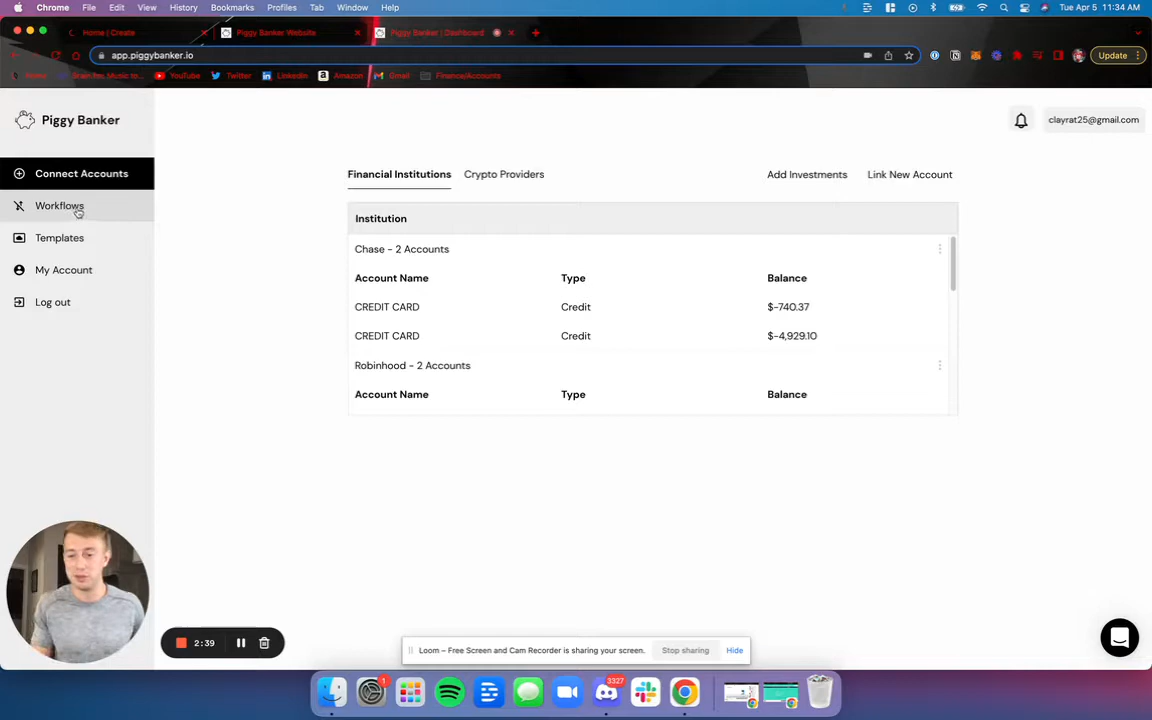 Chrome File Edit View History Bookmarks Profiles Tab Window Help Tue Apr 5 11:34 AM
Home | Create Piggy Banker Website Piggy Banker | Dashboard
app.piggybanker.io Update
Home Brain.fm: Music to... YouTube Twitter LinkedIn Amazon Gmail Finance/Accounts
Piggy Banker
clayrat25@gmail.com
Connect Accounts
Workflows
Templates
My Account
Log out
Financial Institutions Crypto Providers Add Investments Link New Account
Institution
Chase - 2 Accounts
Account Name Type Balance
CREDIT CARD Credit $-740.37
CREDIT CARD Credit $-4,929.10
Robinhood - 2 Accounts
Account Name Type Balance
2:39
Loom – Free Screen and Cam Recorder is sharing your screen. Stop sharing Hide
1
3327